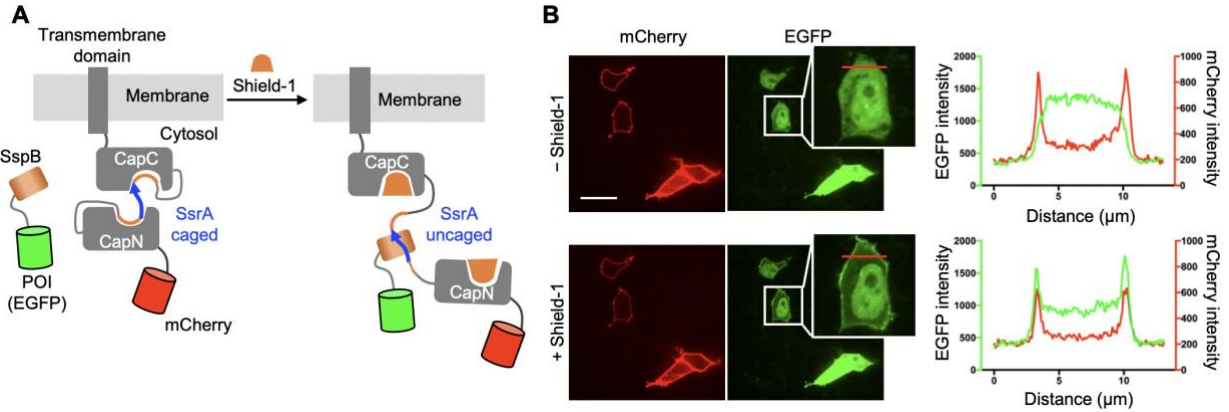 A
Transmembrane
domain
Shield-1
Membrane
Membrane
Cytosol
SspB
CapC
CapC
SsrA
caged
SsrA
uncaged
CapN
CapN
POI
(EGFP)
mCherry
B
mCherry
EGFP
– Shield-1
+ Shield-1
2000
1500
1000
500
0
EGFP intensity
1000
800
600
400
200
0
mCherry intensity
0
5
10
Distance (µm)
2000
1500
1000
500
0
EGFP intensity
1000
800
600
400
200
0
mCherry intensity
0
5
10
Distance (µm)